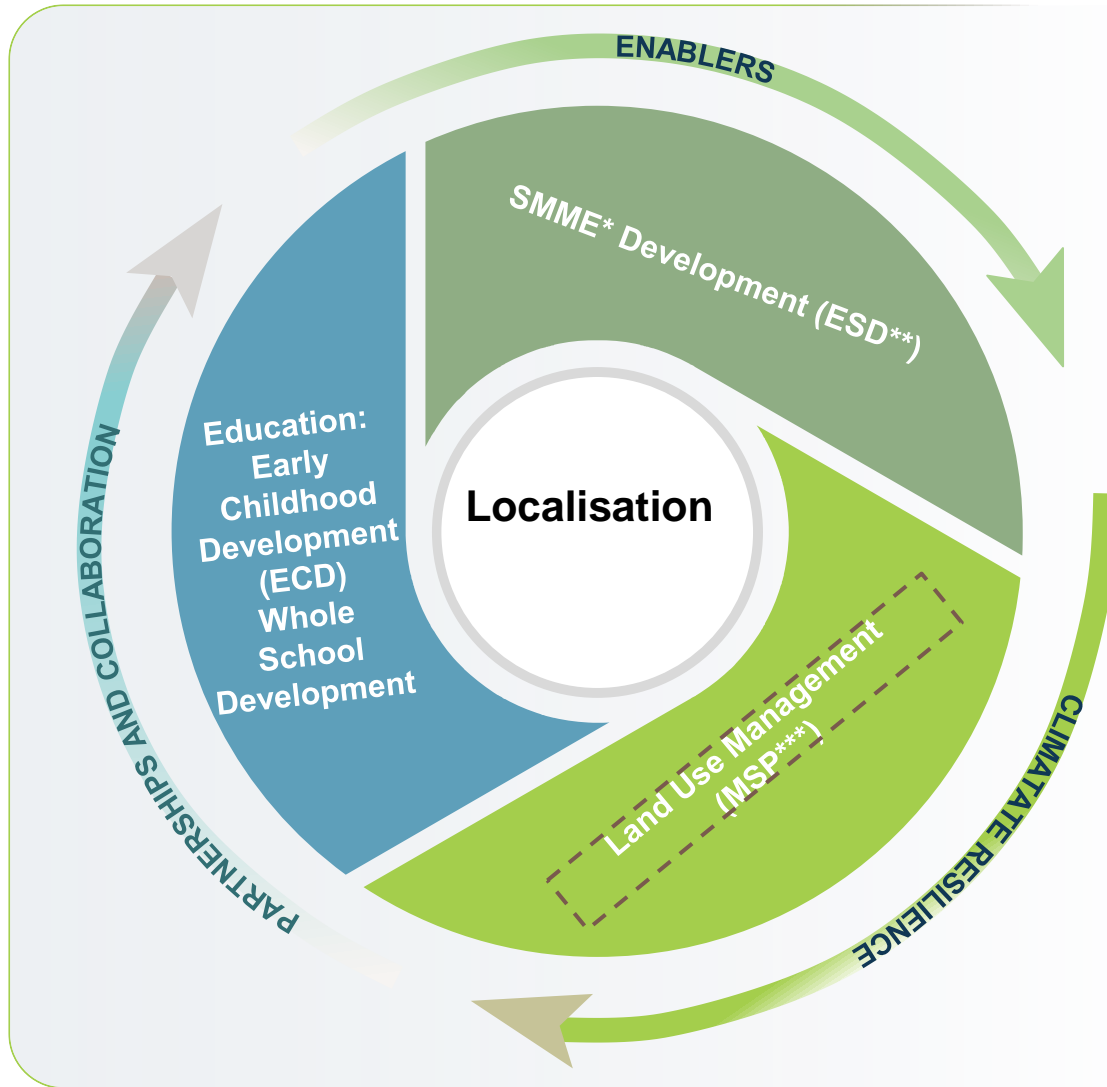 ENABLERS
SMME* Development (ESD**)
Education:
Early
Childhood
Development
(ECD)
Whole
School
Development
Localisation
Land Use Management
(MSP***)
CLIMATATE RESILIENCE
PARTNERSHIPS AND COLLABORATION